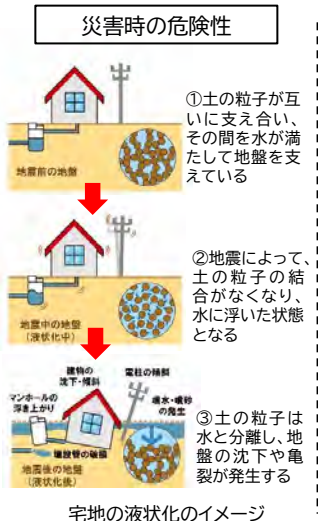 災害時の危険性
①土の粒子が互
いに支え合い、
その間を水が満
たして地盤を支
えている
地震前の地盤
②地震によって、
土の粒子の結
合がなくなり、
水に浮いた状態
となる
地震中の地盤
(液状化中)
建物の
沈下・傾斜
電柱の傾斜
マンホールの
浮き上がり
噴水・噴砂
の発生
埋設管の破損
③土の粒子は
水と分離し、地
盤の沈下や亀
裂が発生する
地震後の地盤
(液状化後)
宅地の液状化のイメージ